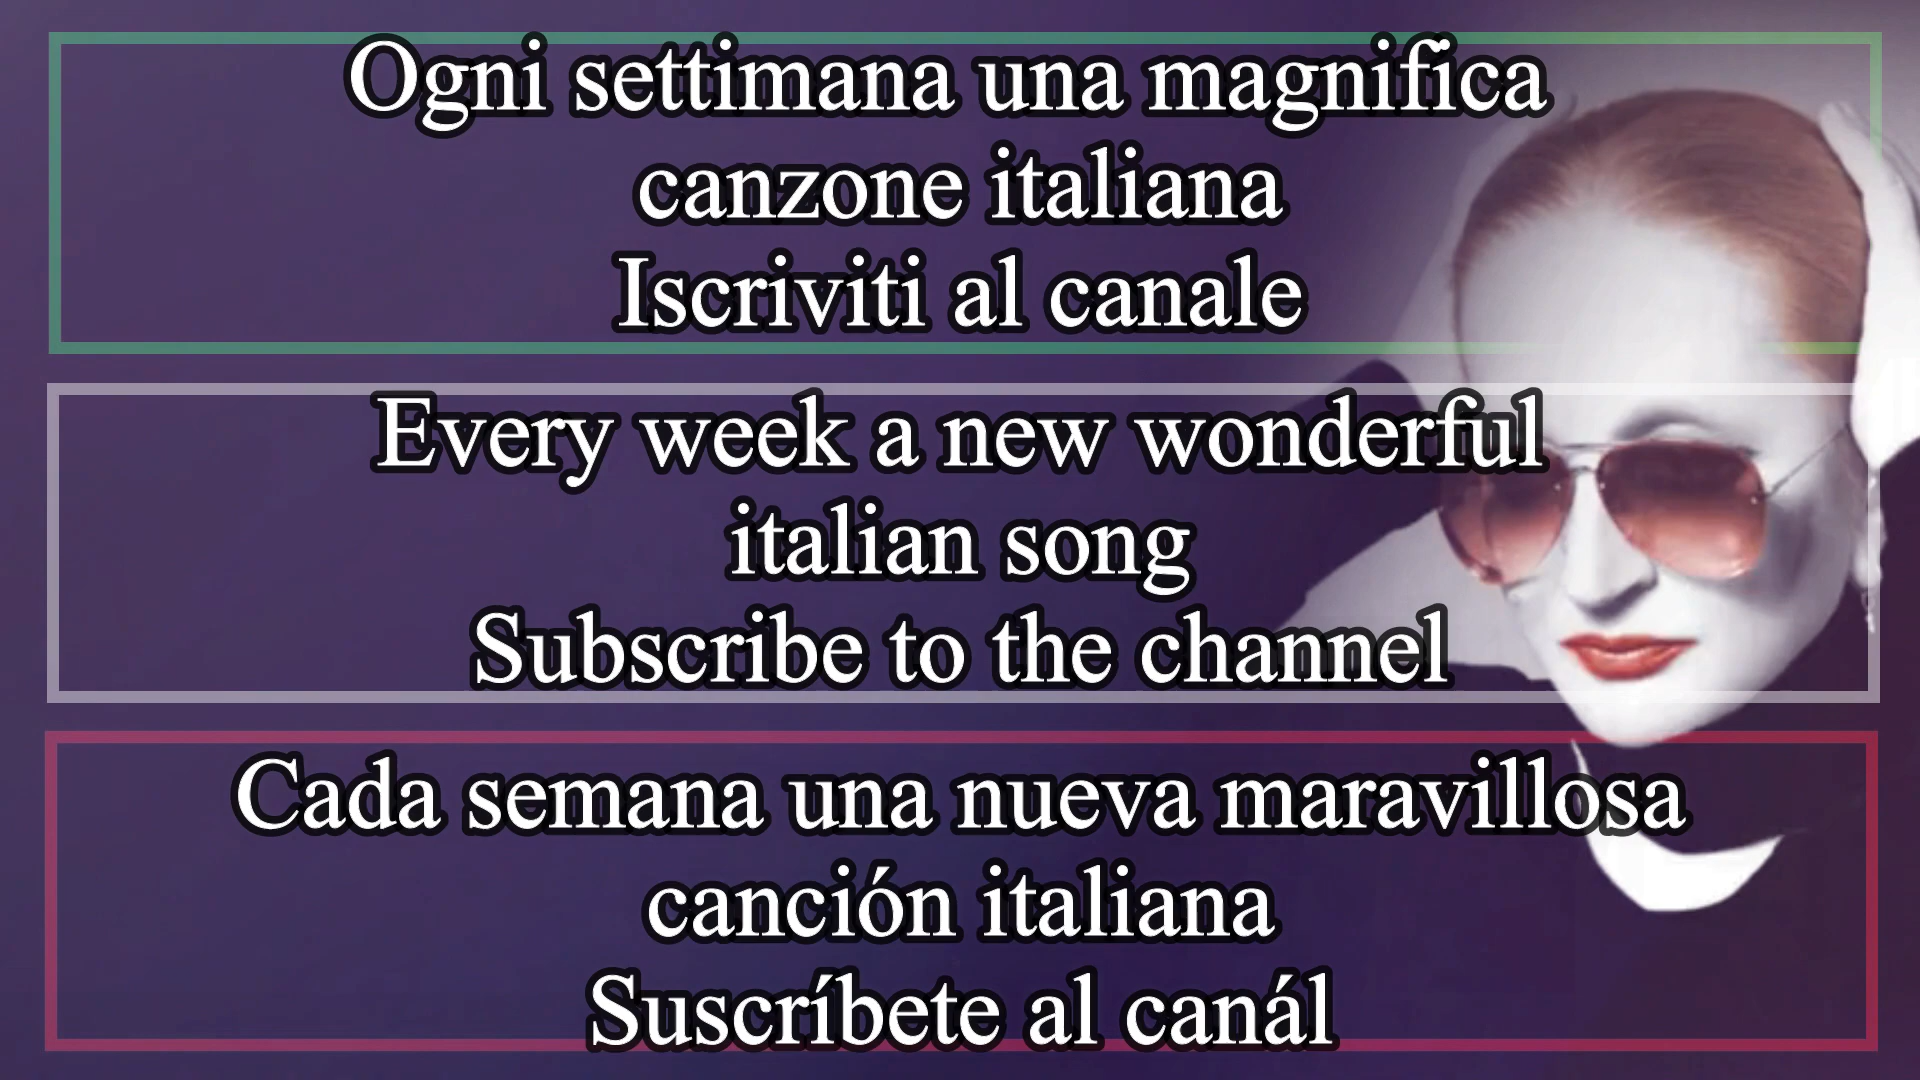 Ogni settimana una magnifica
canzone italiana
Iscriviti al canale
Every week a new wonderful
italian song
Subscribe to the channel
Cada semana una nueva maravillosa
canción italiana
Suscríbete al canál